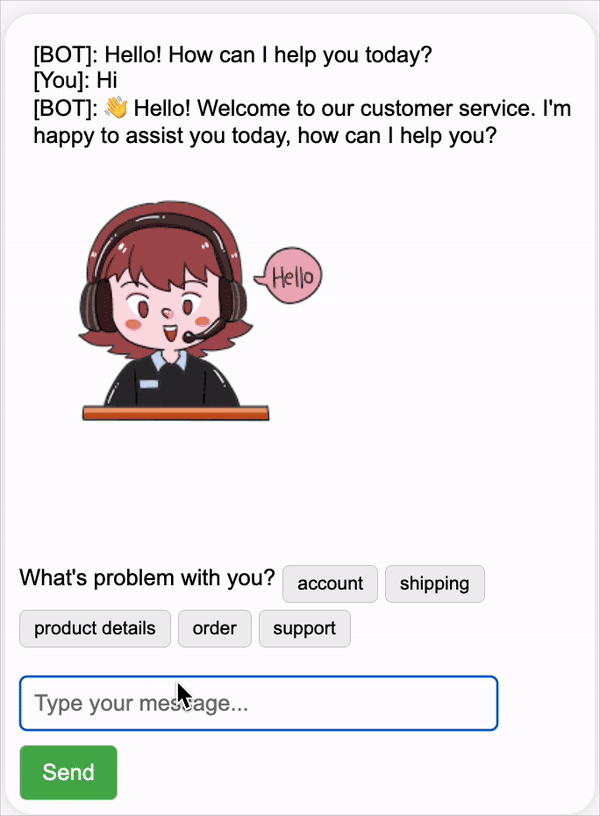 [BOT]: Hello! How can I help you today?
[You]: Hi
[BOT]: 👋 Hello! Welcome to our customer service. I'm
happy to assist you today, how can I help you?
Hello
What's problem with you? account shipping
product details order support
Type your message...
Send